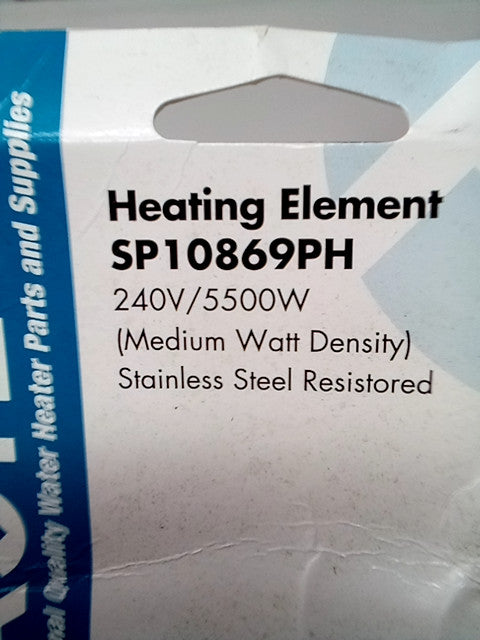 Heating Element
SP10869PH
240V/5500W
(Medium Watt Density)
Stainless Steel Resistored
Quality Water Heater Parts and Supplies